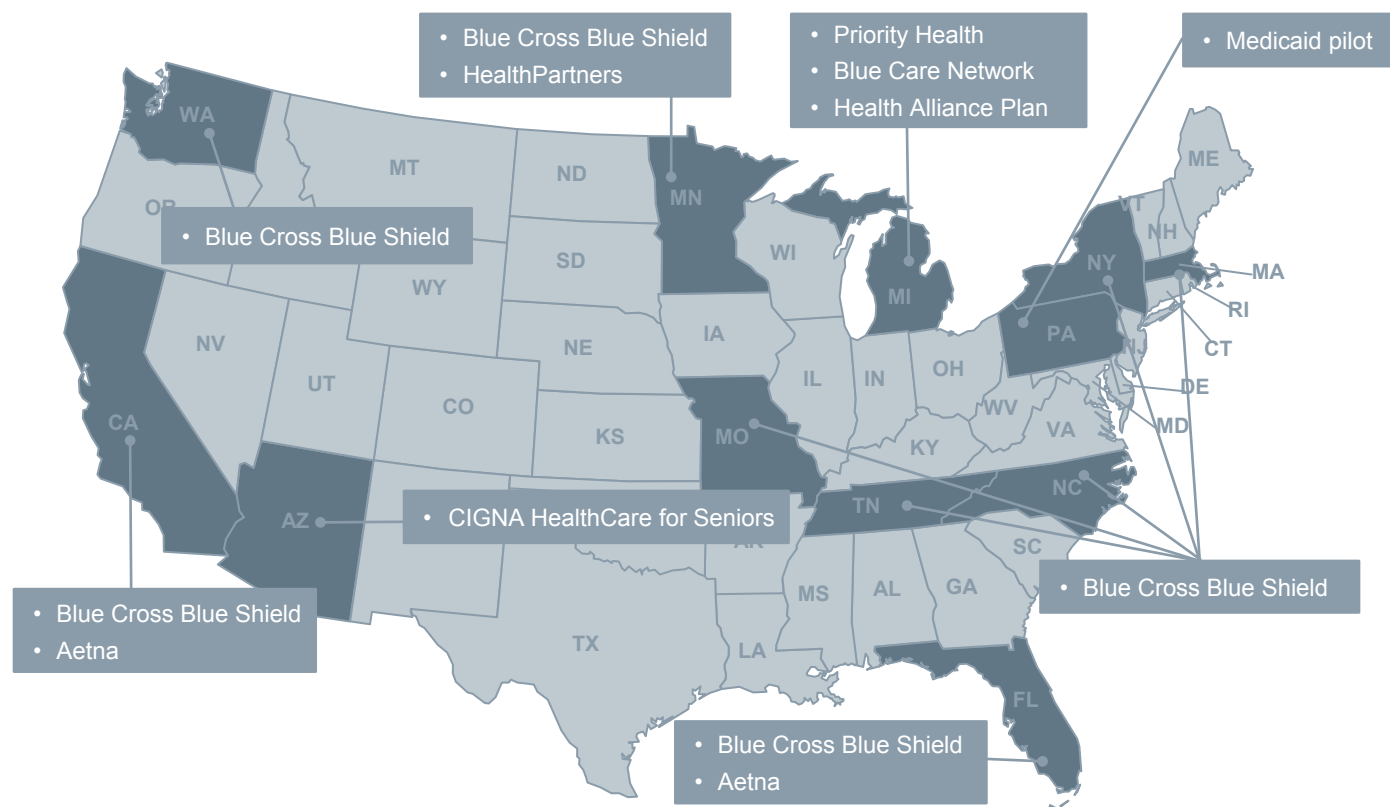 • Blue Cross Blue Shield
• HealthPartners
• Priority Health
• Blue Care Network
• Health Alliance Plan
• Medicaid pilot
WA
MT
ND
MN
ME
VT
NH
OR
• Blue Cross Blue Shield
SD
WI
WY
MI
NY
MA
RI
NV
NE
IA
PA
NJ
CT
UT
CO
IL
IN
OH
DE
WV
MD
CA
KS
MO
KY
VA
AZ
• CIGNA HealthCare for Seniors
TN
NC
AR
SC
MS
AL
GA
• Blue Cross Blue Shield
• Blue Cross Blue Shield
• Aetna
TX
LA
FL
• Blue Cross Blue Shield
• Aetna